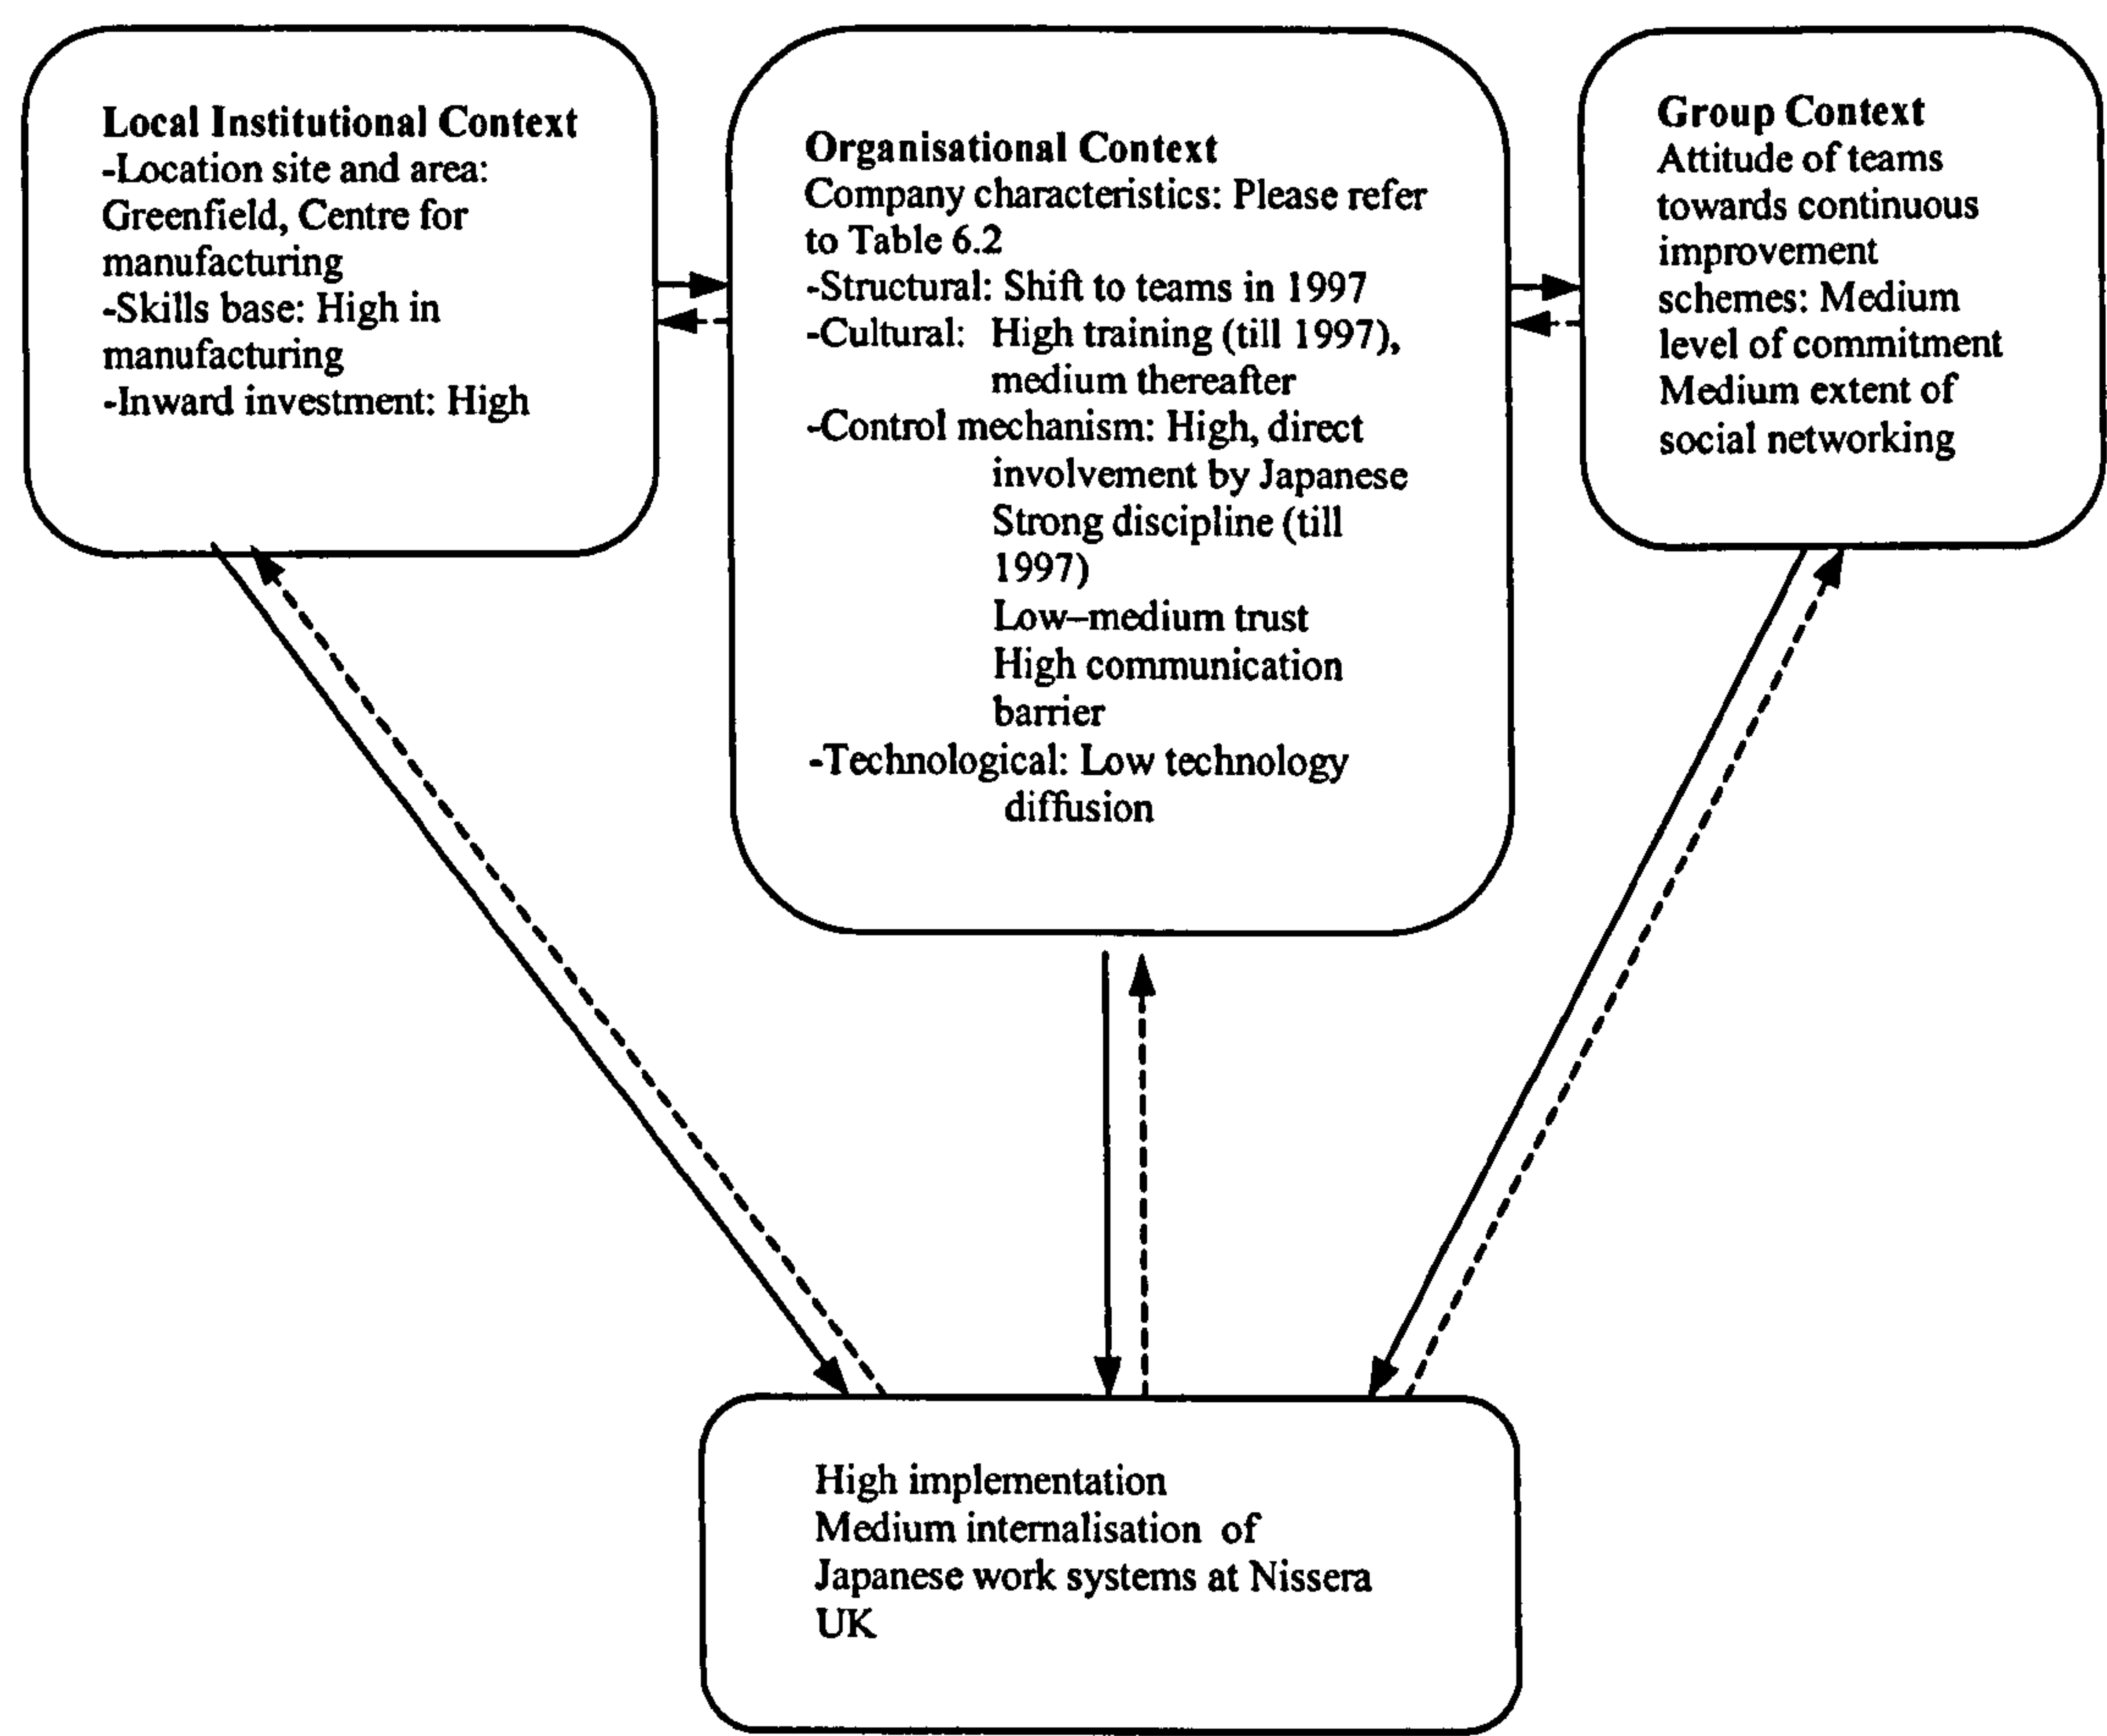 Local Institutional Context
-Location site and area:
Greenfield, Centre for
manufacturing
-Skills base: High in
manufacturing
-Inward investment: High
Organisational Context
Company characteristics: Please refer
to Table 6.2
-Structural: Shift to teams in 1997
-Cultural: High training (till 1997),
medium thereafter
-Control mechanism: High, direct
involvement by Japanese
Strong discipline (till
1997)
Low–medium trust
High communication
barrier
-Technological: Low technology
diffusion
Group Context
Attitude of teams
towards continuous
improvement
schemes: Medium
level of commitment
Medium extent of
social networking
High implementation
Medium internalisation of
Japanese work systems at Nissera
UK